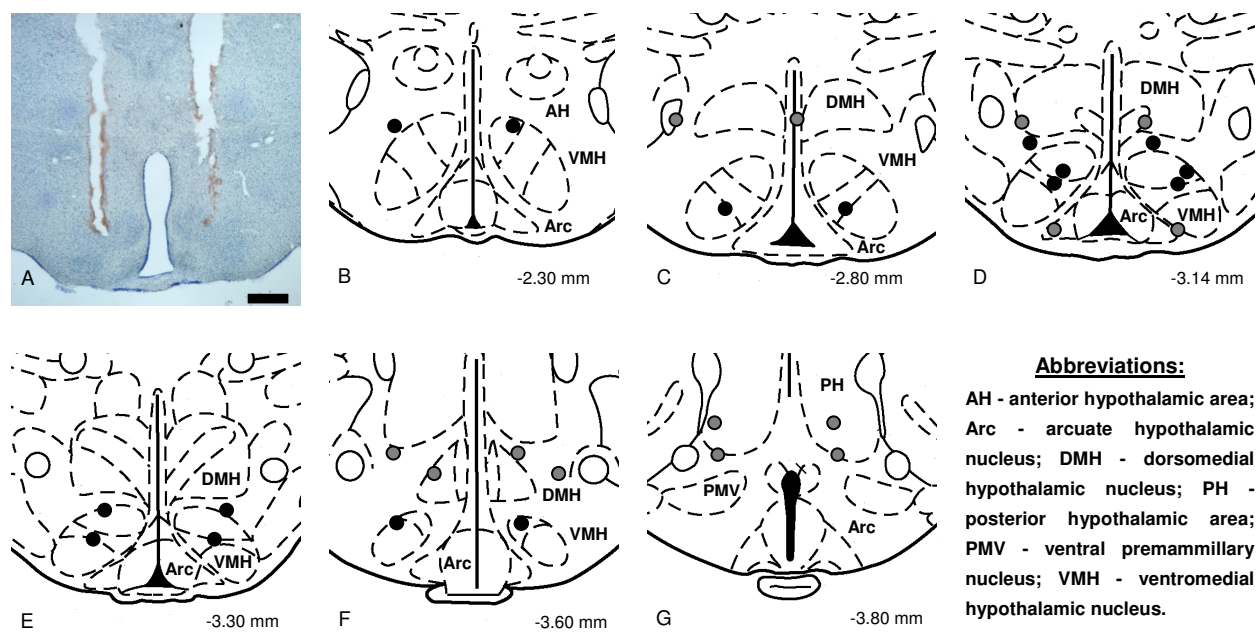 A
B
AH
VMH
Arc
-2.30 mm
C
DMH
VMH
Arc
-2.80 mm
D
DMH
Arc
VMH
-3.14 mm
E
DMH
Arc
VMH
-3.30 mm
F
DMH
VMH
Arc
-3.60 mm
G
PH
PMV
Arc
-3.80 mm
Abbreviations:
AH - anterior hypothalamic area;
Arc - arcuate hypothalamic
nucleus; DMH - dorsomedial
hypothalamic nucleus; PH -
posterior hypothalamic area;
PMV - ventral premammillary
nucleus; VMH - ventromedial
hypothalamic nucleus.